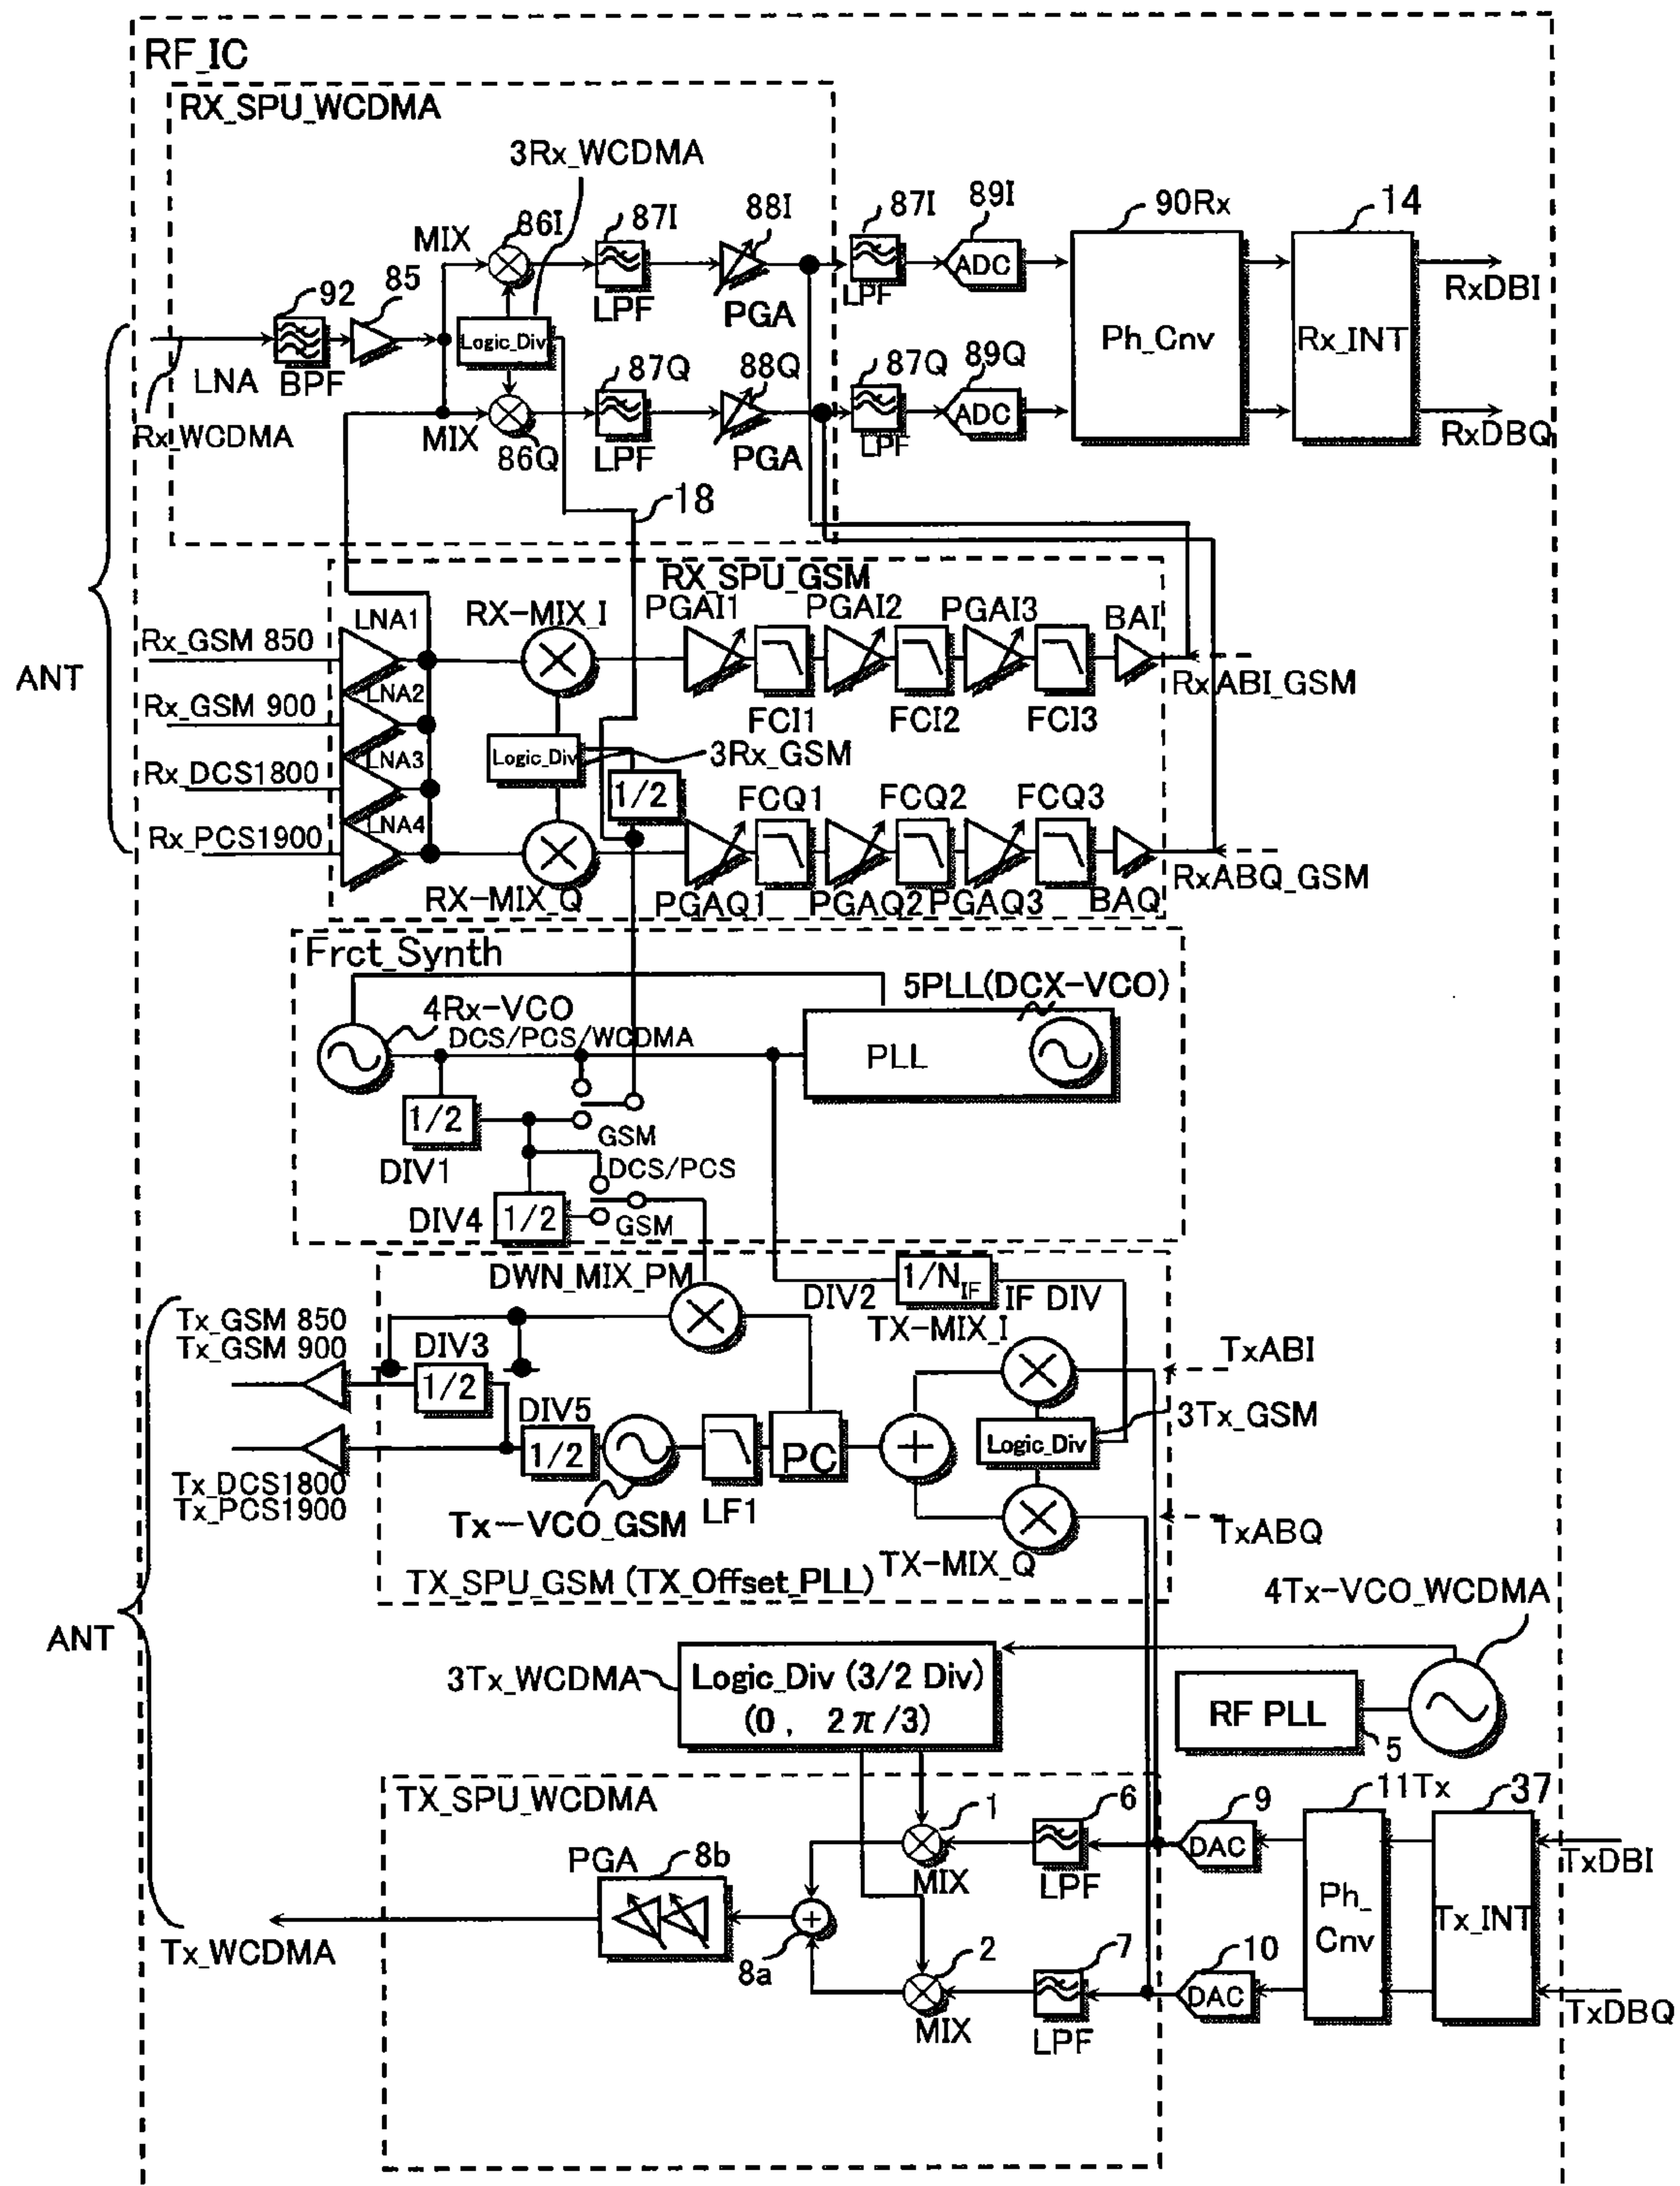 RF_IC
RX_SPU_WCDMA
3Rx_WCDMA
MIX
86I
87I
88I
87I
89I
90Rx
14
LPF
PGA
LPF
ADC
RxDBI
92
85
Logic_Div
Ph_Cnv
Rx_INT
LNA
BPF
87Q
88Q
87Q
89Q
Rx_WCDMA
MIX
86Q
LPF
PGA
LPF
ADC
RxDBQ
18
RX_SPU_GSM
ANT
Rx_GSM 850
LNA1
RX-MIX_I
PGAI1
PGAI2
PGAI3
BAI
RxABI_GSM
Rx_GSM 900
LNA2
FCI1
FCI2
FCI3
Rx_DCS1800
LNA3
Logic_Div
3Rx_GSM
1/2
FCQ1
FCQ2
FCQ3
Rx_PCS1900
LNA4
RX-MIX_Q
PGAQ1
PGAQ2
PGAQ3
BAQ
RxABQ_GSM
Frct_Synth
5PLL(DCX-VCO)
4Rx-VCO
DCS/PCS/WCDMA
PLL
1/2
GSM
DIV1
DCS/PCS
DIV4
1/2
GSM
DWN_MIX_PM
DIV2
1/NIF
IF DIV
Tx_GSM 850
Tx_GSM 900
DIV3
1/2
TX-MIX_I
TxABI
DIV5
1/2
PC
Logic_Div
3Tx_GSM
Tx_DCS1800
Tx_PCS1900
Tx-VCO_GSM
LF1
TX-MIX_Q
TxABQ
TX_SPU_GSM (TX_Offset_PLL)
4Tx-VCO_WCDMA
ANT
3Tx_WCDMA
Logic_Div (3/2 Div)
(0, 2π/3)
RF PLL
5
TX_SPU_WCDMA
1
6
9
11Tx
37
DAC
TxDBI
PGA
8b
MIX
LPF
Ph_
Cnv
Tx_INT
Tx_WCDMA
8a
2
7
10
DAC
TxDBQ
MIX
LPF